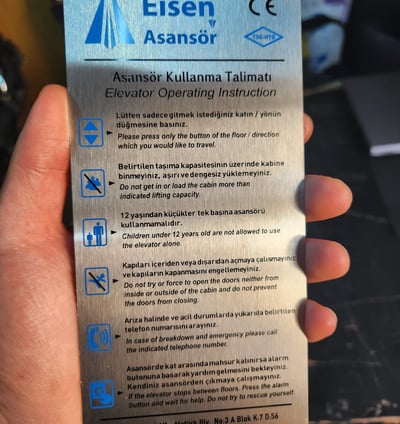 Eisen
Asansör
CE
TSE-HYB
Asansör Kullanma Talimatı
Elevator Operating Instruction
Lütfen sadece gitmek istediğiniz katın / yönün
düğmesine basınız.
Please press only the button of the floor / direction
which you would like to travel.
Belirtilen taşıma kapasitesinin üzerinde kabine
binmeyiniz, aşırı ve dengesiz yüklemeyiniz.
Do not get in or load the cabin more than
indicated lifting capacity.
12 yaşından küçükler tek başına asansörü
kullanmamalıdır.
Children under 12 years old are not allowed to use
the elevator alone.
Kapıları içeriden veya dışarıdan açmaya çalışmayınız
ve kapıların kapanmasını engellemeyiniz.
Do not try or force to open the doors neither from
inside or outside of the cabin and do not prevent
the doors from closing.
Arıza halinde ve acil durumlarda yukarıda belirtilen
telefon numarısını arayınız.
In case of breakdown and emergency please call
the indicated telephone number.
Asansörde kat arasında mahsur kalınırsa alarm
butonuna basarak yardım gelmesini bekleyiniz.
Kendiniz asansörden çıkmaya çalışmayınız.
If the elevator stops between floors. Press the alarm
button and wait for help. Do not try to rescue yourself.
Blv. No:3 A Blok K:7 D:56